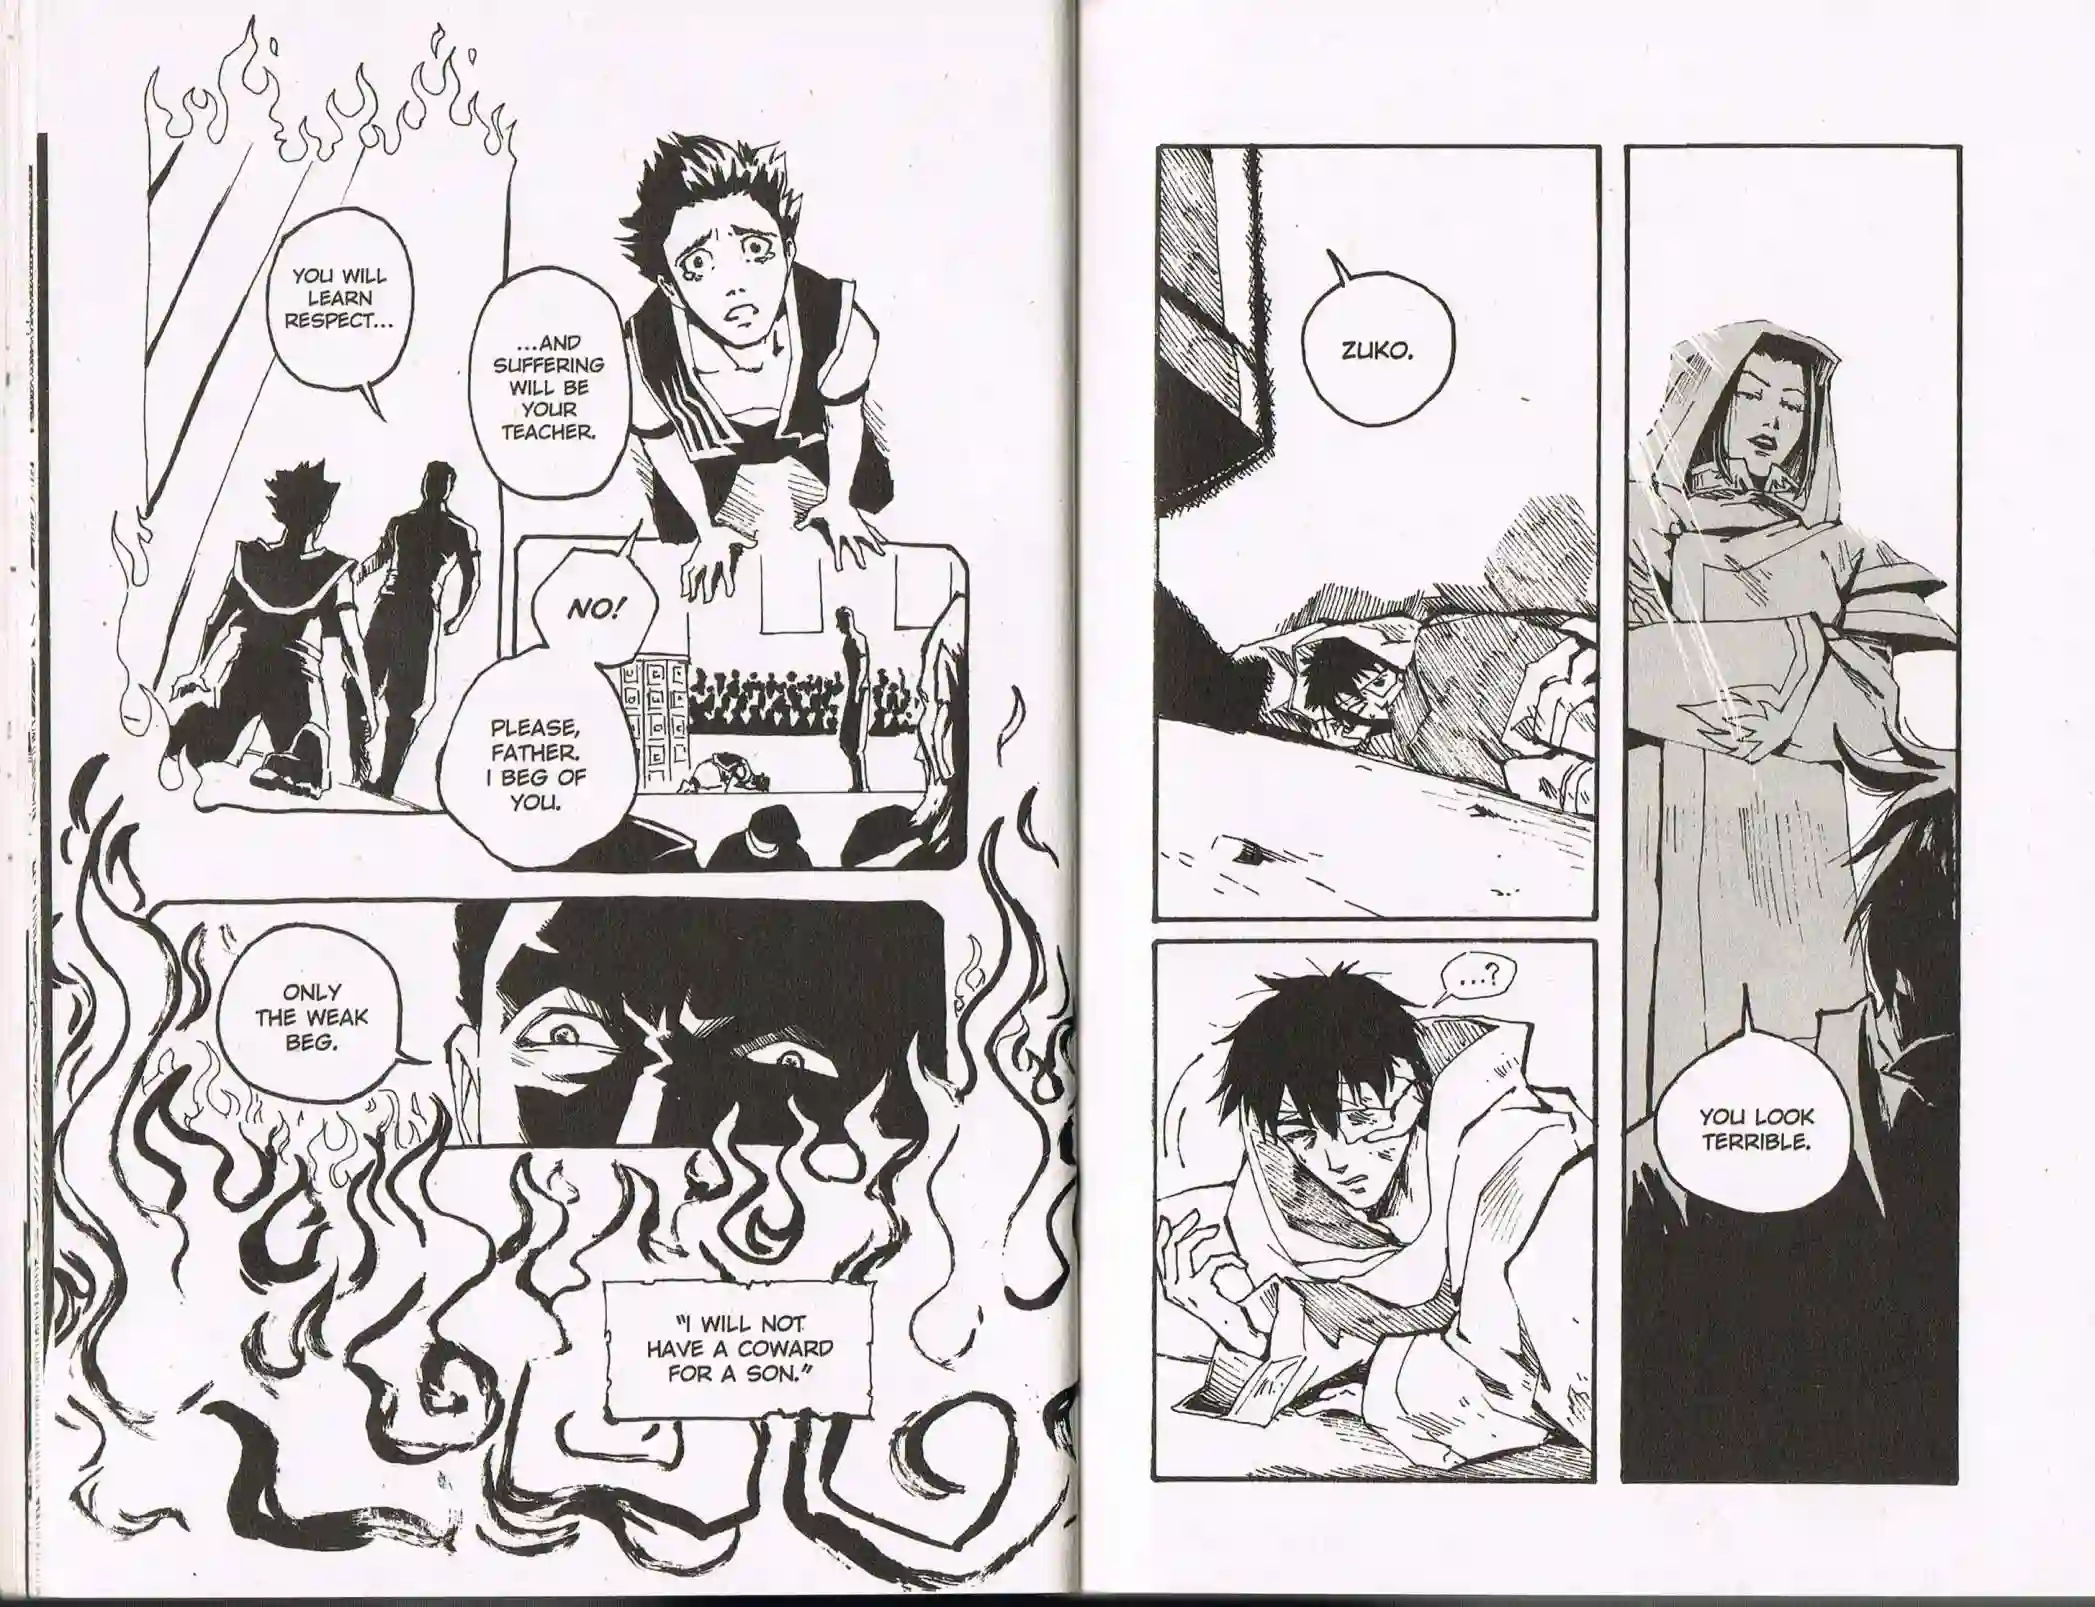 YOU WILL
LEARN
RESPECT...
...AND
SUFFERING
WILL BE
YOUR
TEACHER.
NO!
PLEASE,
FATHER.
I BEG OF
YOU.
ONLY
THE WEAK
BEG.
"I WILL NOT
HAVE A COWARD
FOR A SON."
ZUKO.
...?
YOU LOOK
TERRIBLE.